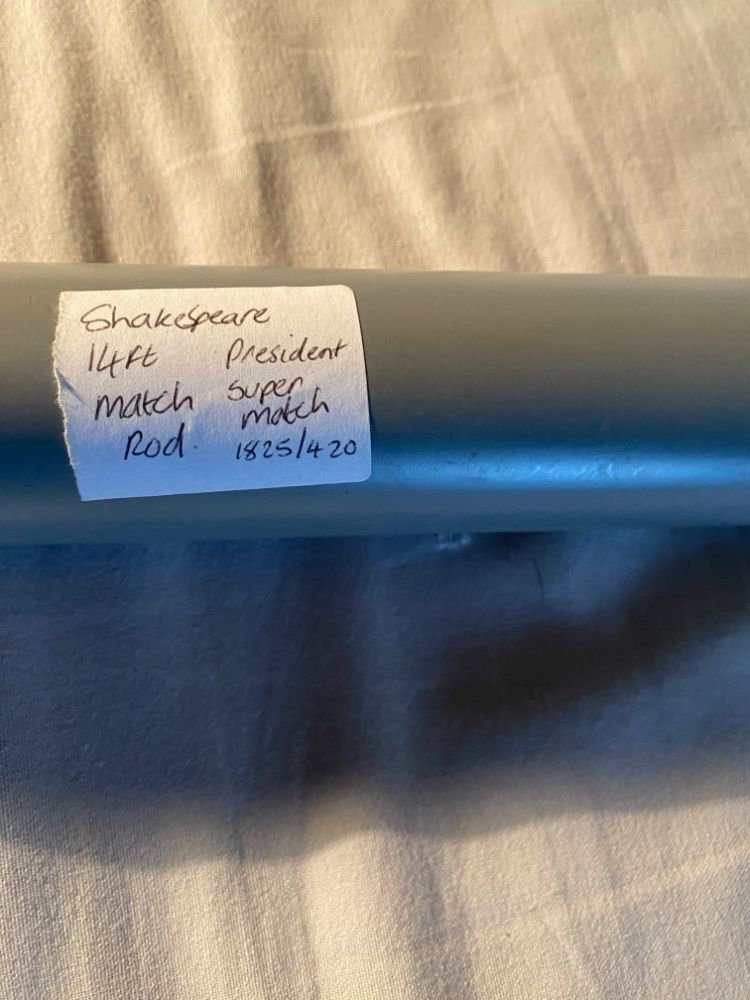 Shakespeare
14ft President
match super
match
Rod. 1825/420